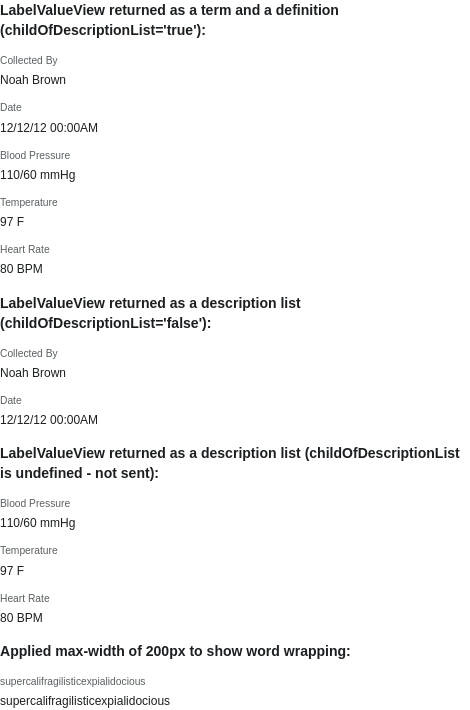 LabelValueView returned as a term and a definition
(childOfDescriptionList='true'):
Collected By
Noah Brown
Date
12/12/12 00:00AM
Blood Pressure
110/60 mmHg
Temperature
97 F
Heart Rate
80 BPM
LabelValueView returned as a description list
(childOfDescriptionList='false'):
Collected By
Noah Brown
Date
12/12/12 00:00AM
LabelValueView returned as a description list (childOfDescriptionList
is undefined - not sent):
Blood Pressure
110/60 mmHg
Temperature
97 F
Heart Rate
80 BPM
Applied max-width of 200px to show word wrapping:
supercalifragilisticexpialidocious
supercalifragilisticexpialidocious